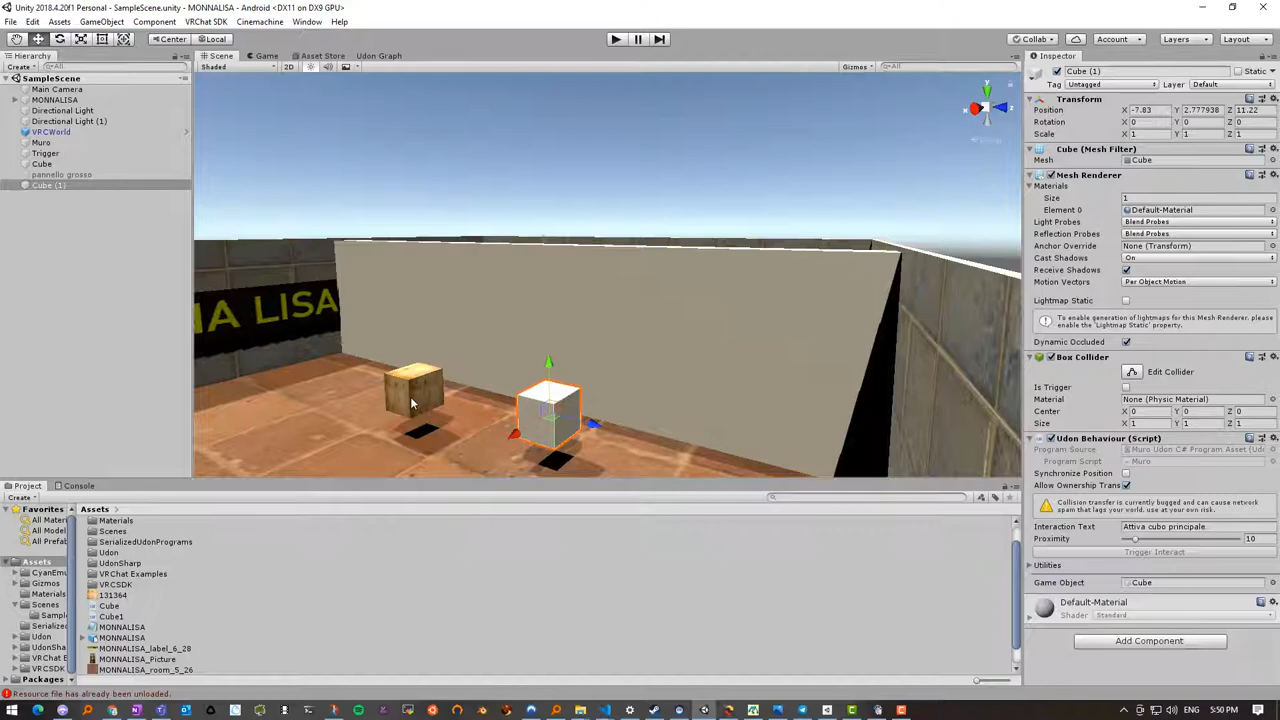 Unity 2018.4.20f1 Personal - SampleScene.unity - MONNALISA - Android <DX11 on DX9 GPU>
File Edit Assets GameObject Component VRChat SDK Cinemachine Window Help
Center Local Collab Account Layers Layout
Hierarchy
Create All
SampleScene
Main Camera
MONNALISA
Directional Light
Directional Light (1)
VRCWorld
Muro
Trigger
Cube
pannello grosso
Cube (1)
Scene Game Asset Store Udon Graph
Shaded 2D Gizmos All
y
x
z
Persp
NA LISA
Inspector
Cube (1) Static
Tag Untagged Layer Default
Transform
Position X -7.83 Y 2.777938 Z 11.22
Rotation X 0 Y 0 Z 0
Scale X 1 Y 1 Z 1
Cube (Mesh Filter)
Mesh Cube
Mesh Renderer
Materials
Size 1
Element 0 Default-Material
Light Probes Blend Probes
Reflection Probes Blend Probes
Anchor Override None (Transform)
Cast Shadows On
Receive Shadows
Motion Vectors Per Object Motion
Lightmap Static
To enable generation of lightmaps for this Mesh Renderer, please
enable the 'Lightmap Static' property.
Dynamic Occluded
Box Collider
Edit Collider
Is Trigger
Material None (Physic Material)
Center X 0 Y 0 Z 0
Size X 1 Y 1 Z 1
Udon Behaviour (Script)
Program Source Muro Udon C# Program Asset (Ud
Program Script Muro
Synchronize Position
Allow Ownership Trans
Collision transfer is currently bugged and can cause network
spam that lags your world, use at your own risk.
Interaction Text Attiva cubo principale
Proximity 10
Trigger Interact
Utilities
Game Object Cube
Default-Material
Shader Standard
Add Component
Project Console
Create
Favorites
All Mater
All Model
All Prefab
Assets
CyanEmu
Gizmos
Materials
Scenes
Sampl
Serialized
Udon
UdonSha
VRChat E
VRCSDK
Packages
Assets
Materials
Scenes
SerializedUdonPrograms
Udon
UdonSharp
VRChat Examples
VRCSDK
131364
Cube
Cube1
MONNALISA
MONNALISA
MONNALISA_label_6_28
MONNALISA_Picture
MONNALISA_room_5_26
Resource file has already been unloaded.
ENG 5:50 PM